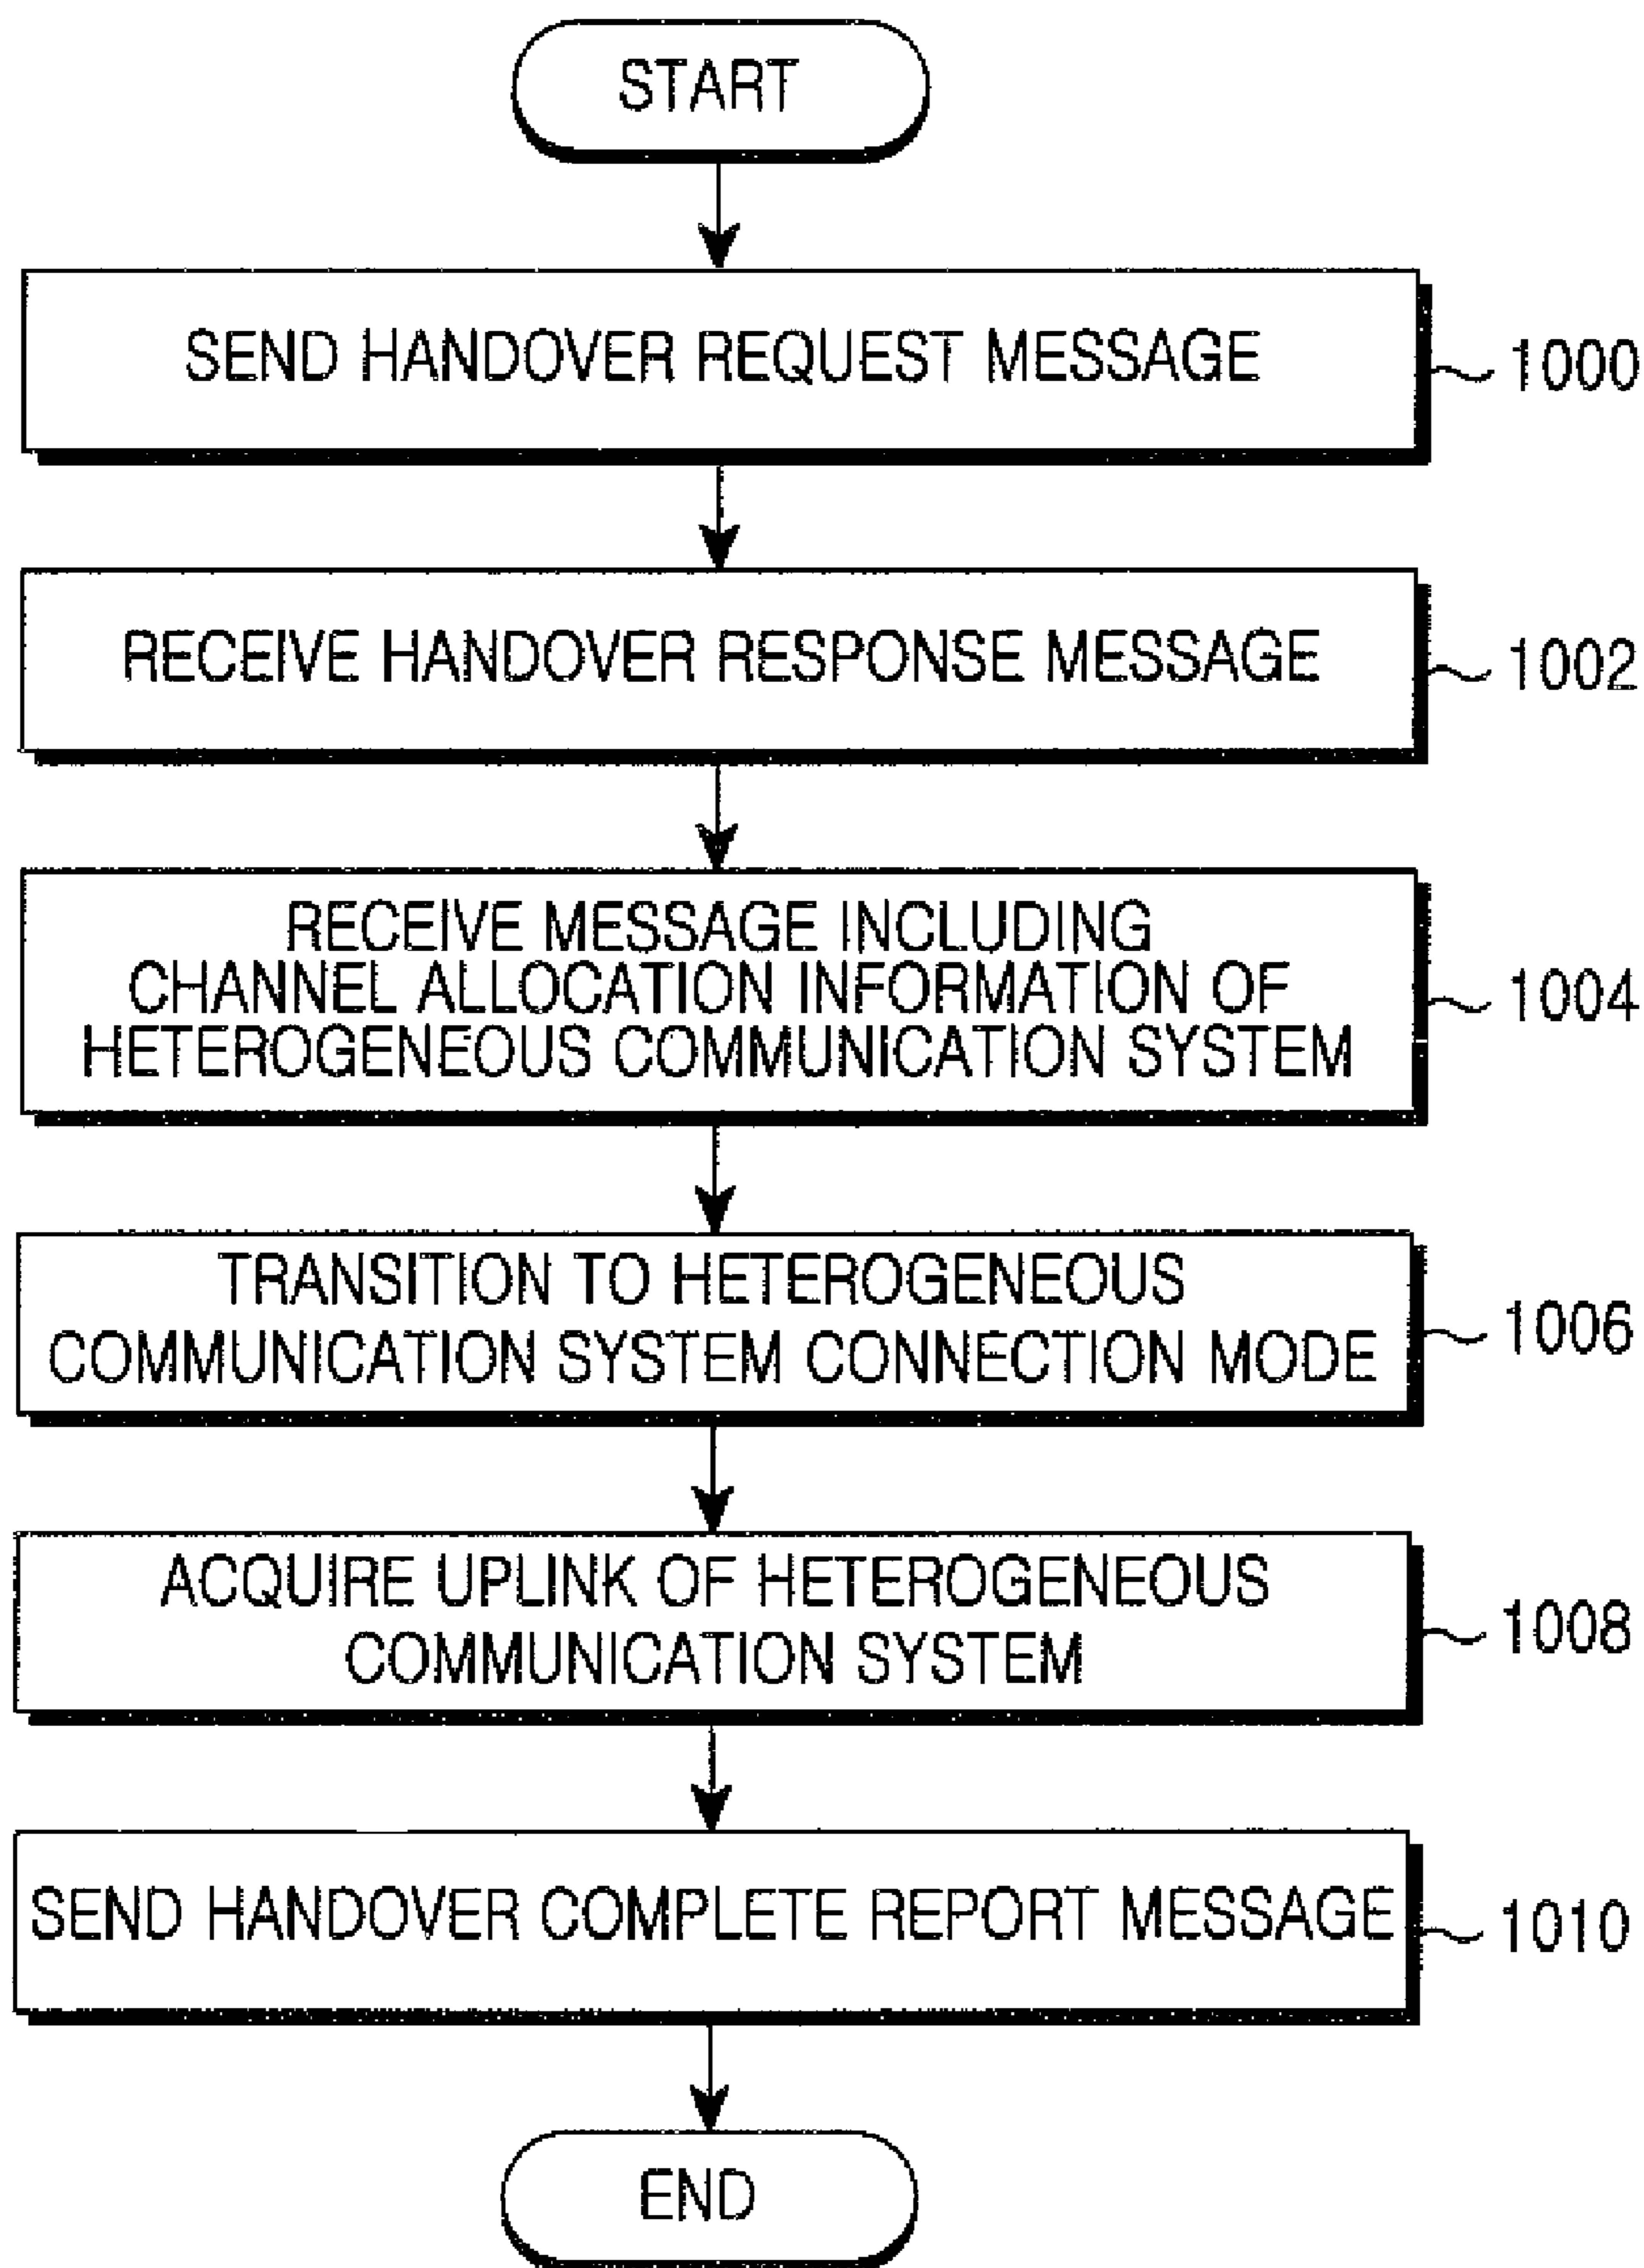 START
SEND HANDOVER REQUEST MESSAGE
1000
RECEIVE HANDOVER RESPONSE MESSAGE
1002
RECEIVE MESSAGE INCLUDING
CHANNEL ALLOCATION INFORMATION OF
HETEROGENEOUS COMMUNICATION SYSTEM
1004
TRANSITION TO HETEROGENEOUS
COMMUNICATION SYSTEM CONNECTION MODE
1006
ACQUIRE UPLINK OF HETEROGENEOUS
COMMUNICATION SYSTEM
1008
SEND HANDOVER COMPLETE REPORT MESSAGE
1010
END